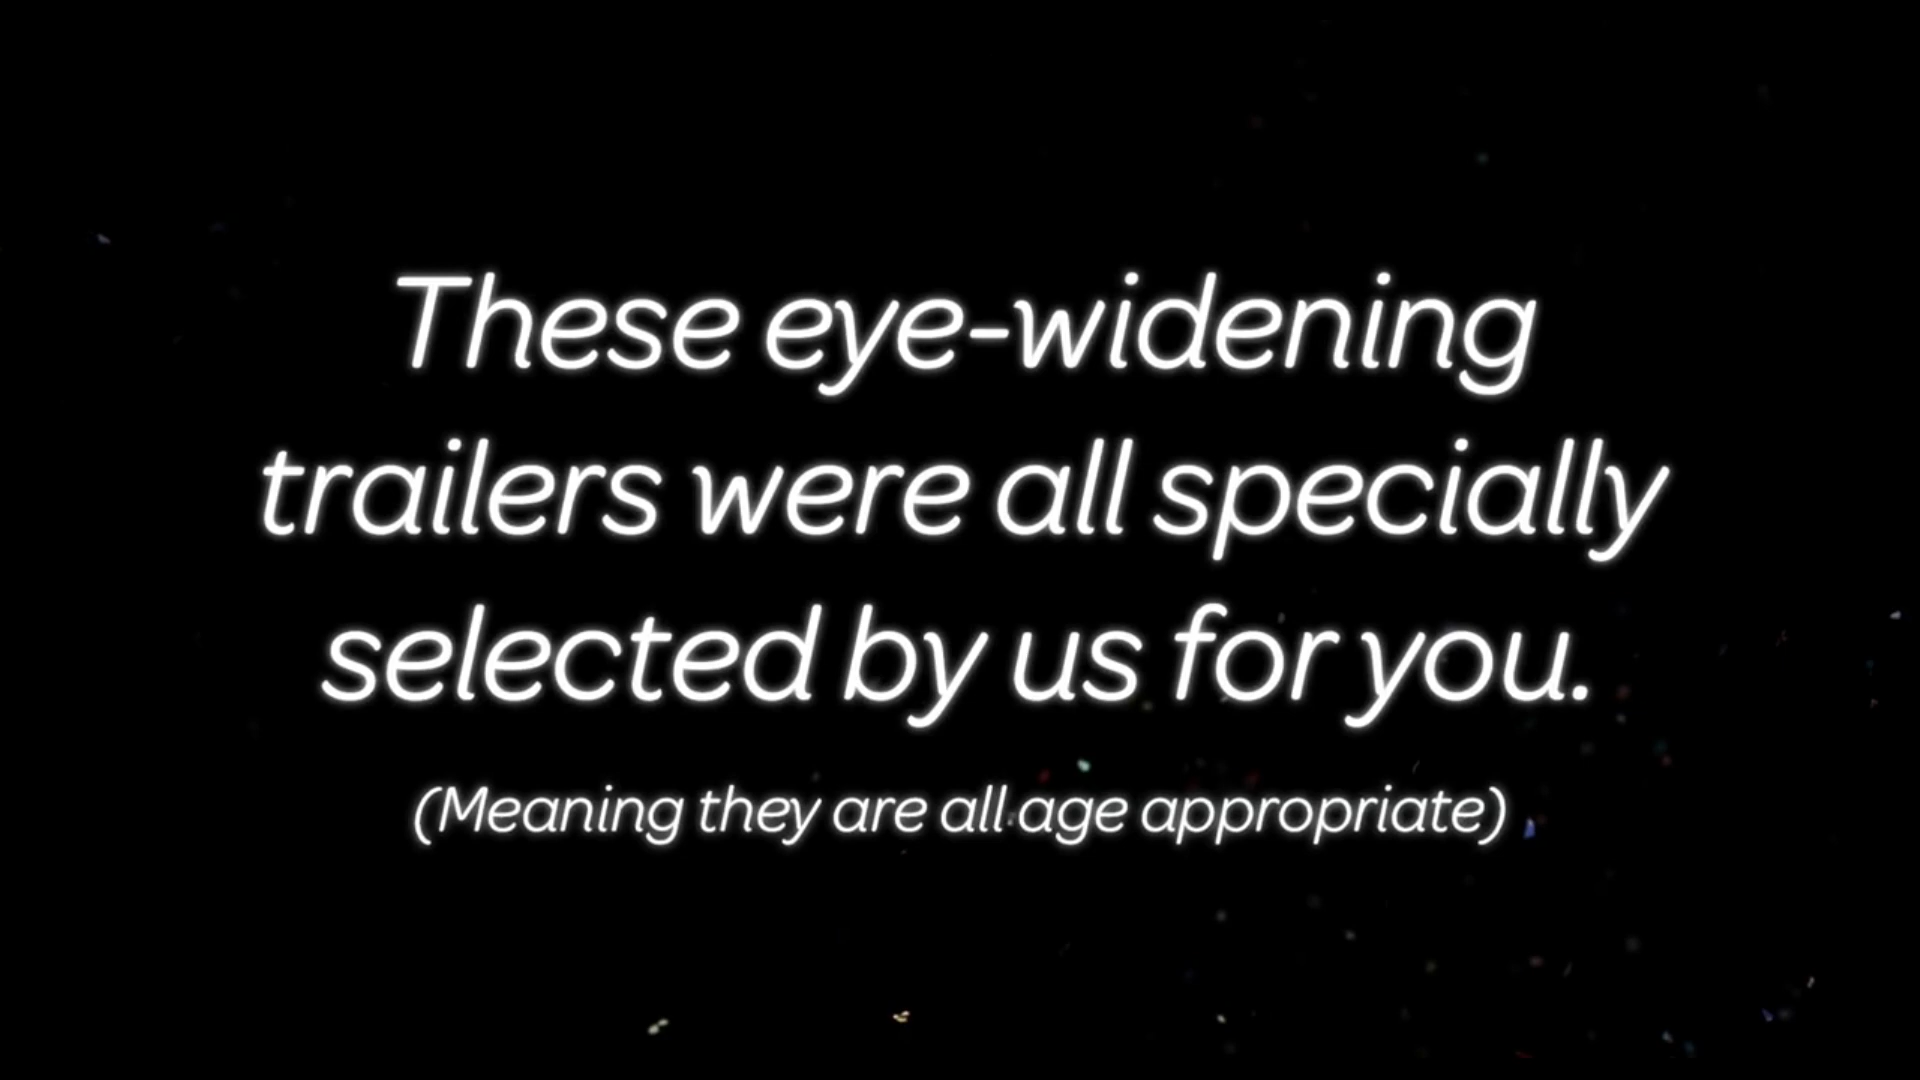 These eye-widening
trailers were all specially
selected by us for you.
(Meaning they are all age appropriate)